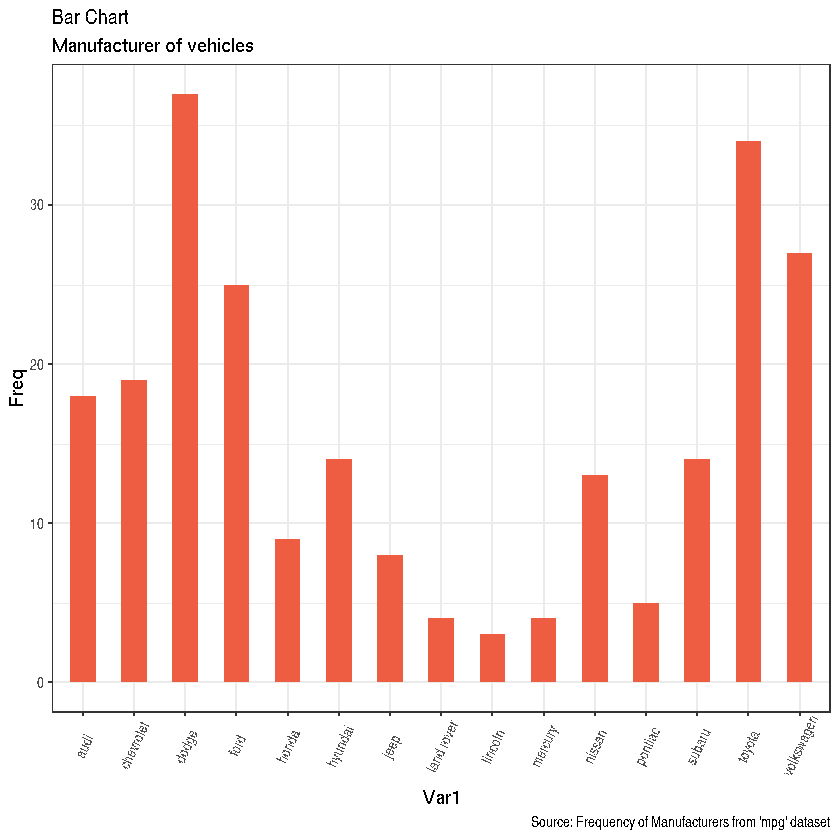 Bar Chart
Manufacturer of vehicles
Freq
30
20
10
0
audi
chevrolet
dodge
ford
honda
hyundai
jeep
land rover
lincoln
mercury
nissan
pontiac
subaru
toyota
volkswagen
Var1
Source: Frequency of Manufacturers from 'mpg' dataset